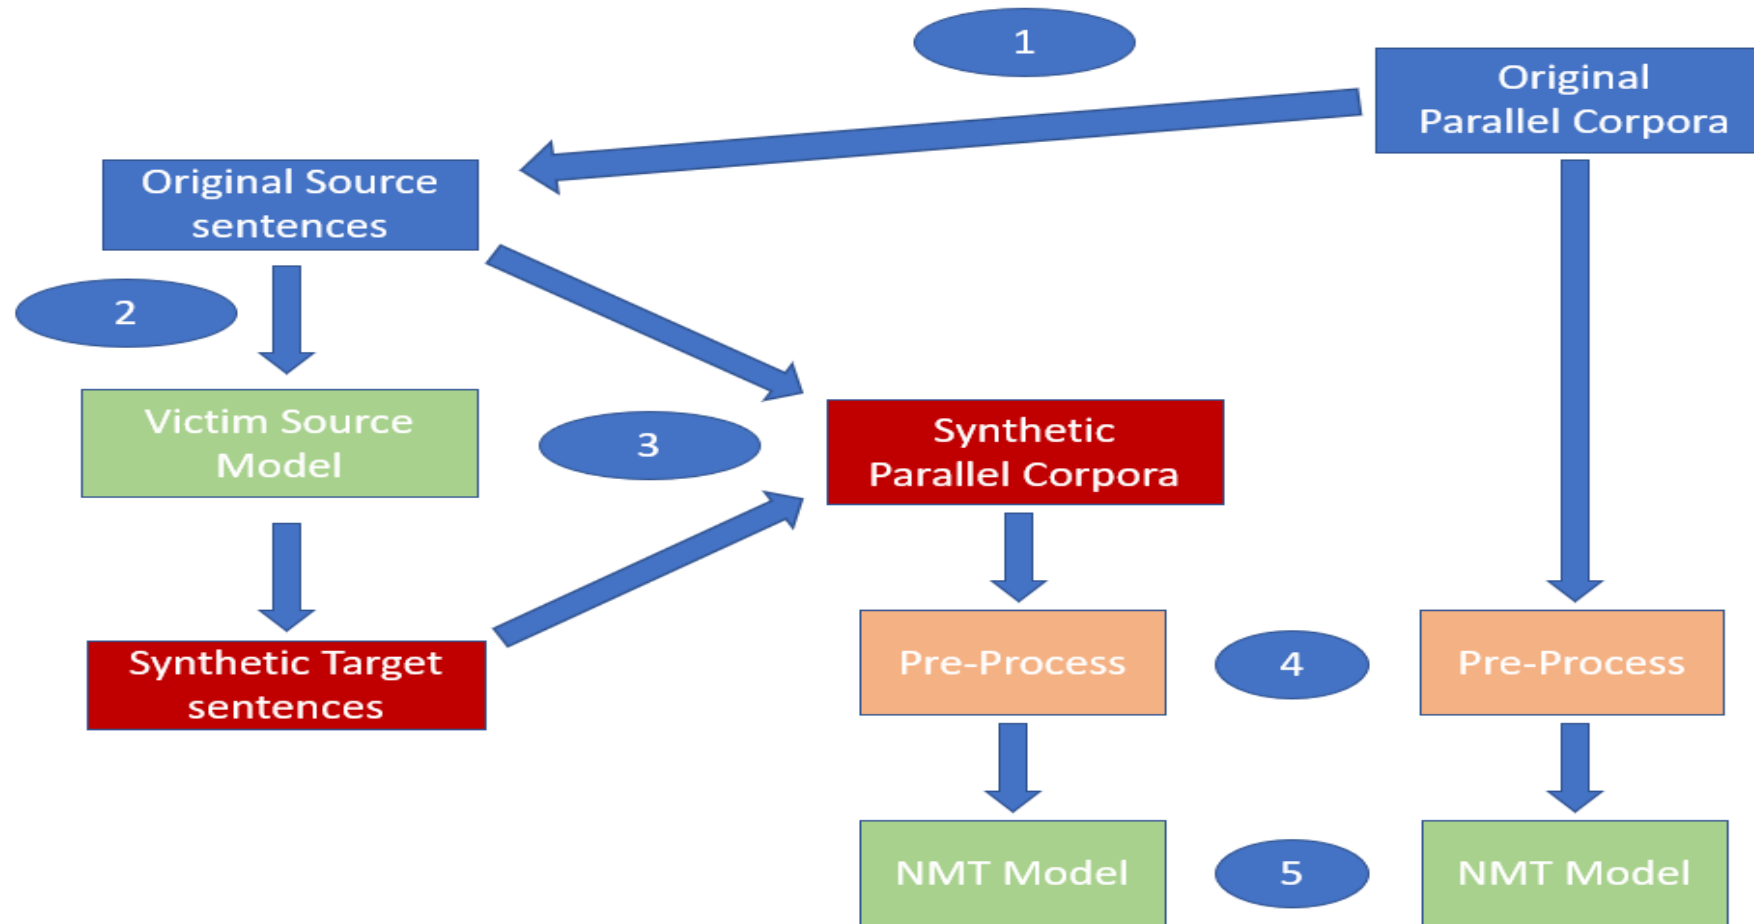 1
Original
Parallel Corpora
Original Source
sentences
2
Victim Source
Model
3
Synthetic
Parallel Corpora
Synthetic Target
sentences
Pre-Process
4
Pre-Process
NMT Model
5
NMT Model